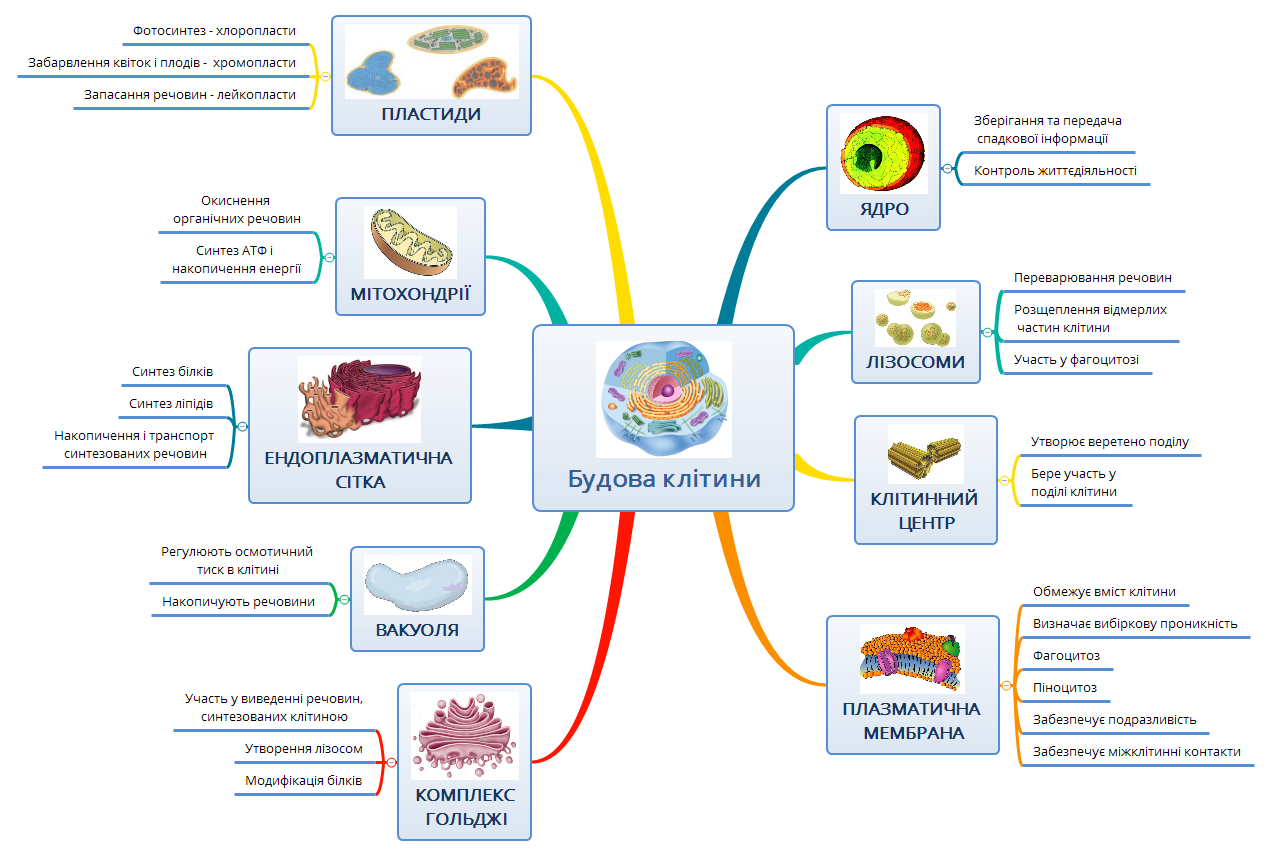 Будова клітини
ПЛАСТИДИ
Фотосинтез - хлоропласти
Забарвлення квіток і плодів - хромопласти
Запасання речовин - лейкопласти
МІТОХОНДРІЇ
Окиснення
органічних речовин
Синтез АТФ і
накопичення енергії
ЕНДОПЛАЗМАТИЧНА
СІТКА
Синтез білків
Синтез ліпідів
Накопичення і транспорт
синтезованих речовин
ВАКУОЛЯ
Регулюють осмотичний
тиск в клітині
Накопичують речовини
КОМПЛЕКС
ГОЛЬДЖІ
Участь у виведенні речовин,
синтезованих клітиною
Утворення лізосом
Модифікація білків
ЯДРО
Зберігання та передача
спадкової інформації
Контроль життєдіяльності
ЛІЗОСОМИ
Переварювання речовин
Розщеплення відмерлих
частин клітини
Участь у фагоцитозі
КЛІТИННИЙ
ЦЕНТР
Утворює веретено поділу
Бере участь у
поділі клітини
ПЛАЗМАТИЧНА
МЕМБРАНА
Обмежує вміст клітини
Визначає вибіркову проникність
Фагоцитоз
Піноцитоз
Забезпечує подразливість
Забезпечує міжклітинні контакти